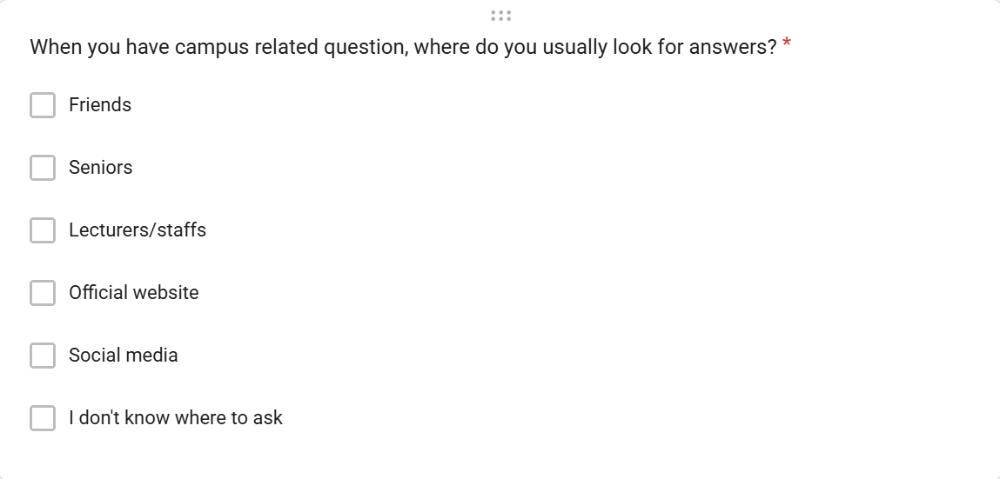 When you have campus related question, where do you usually look for answers? *
Friends
Seniors
Lecturers/staffs
Official website
Social media
I don't know where to ask